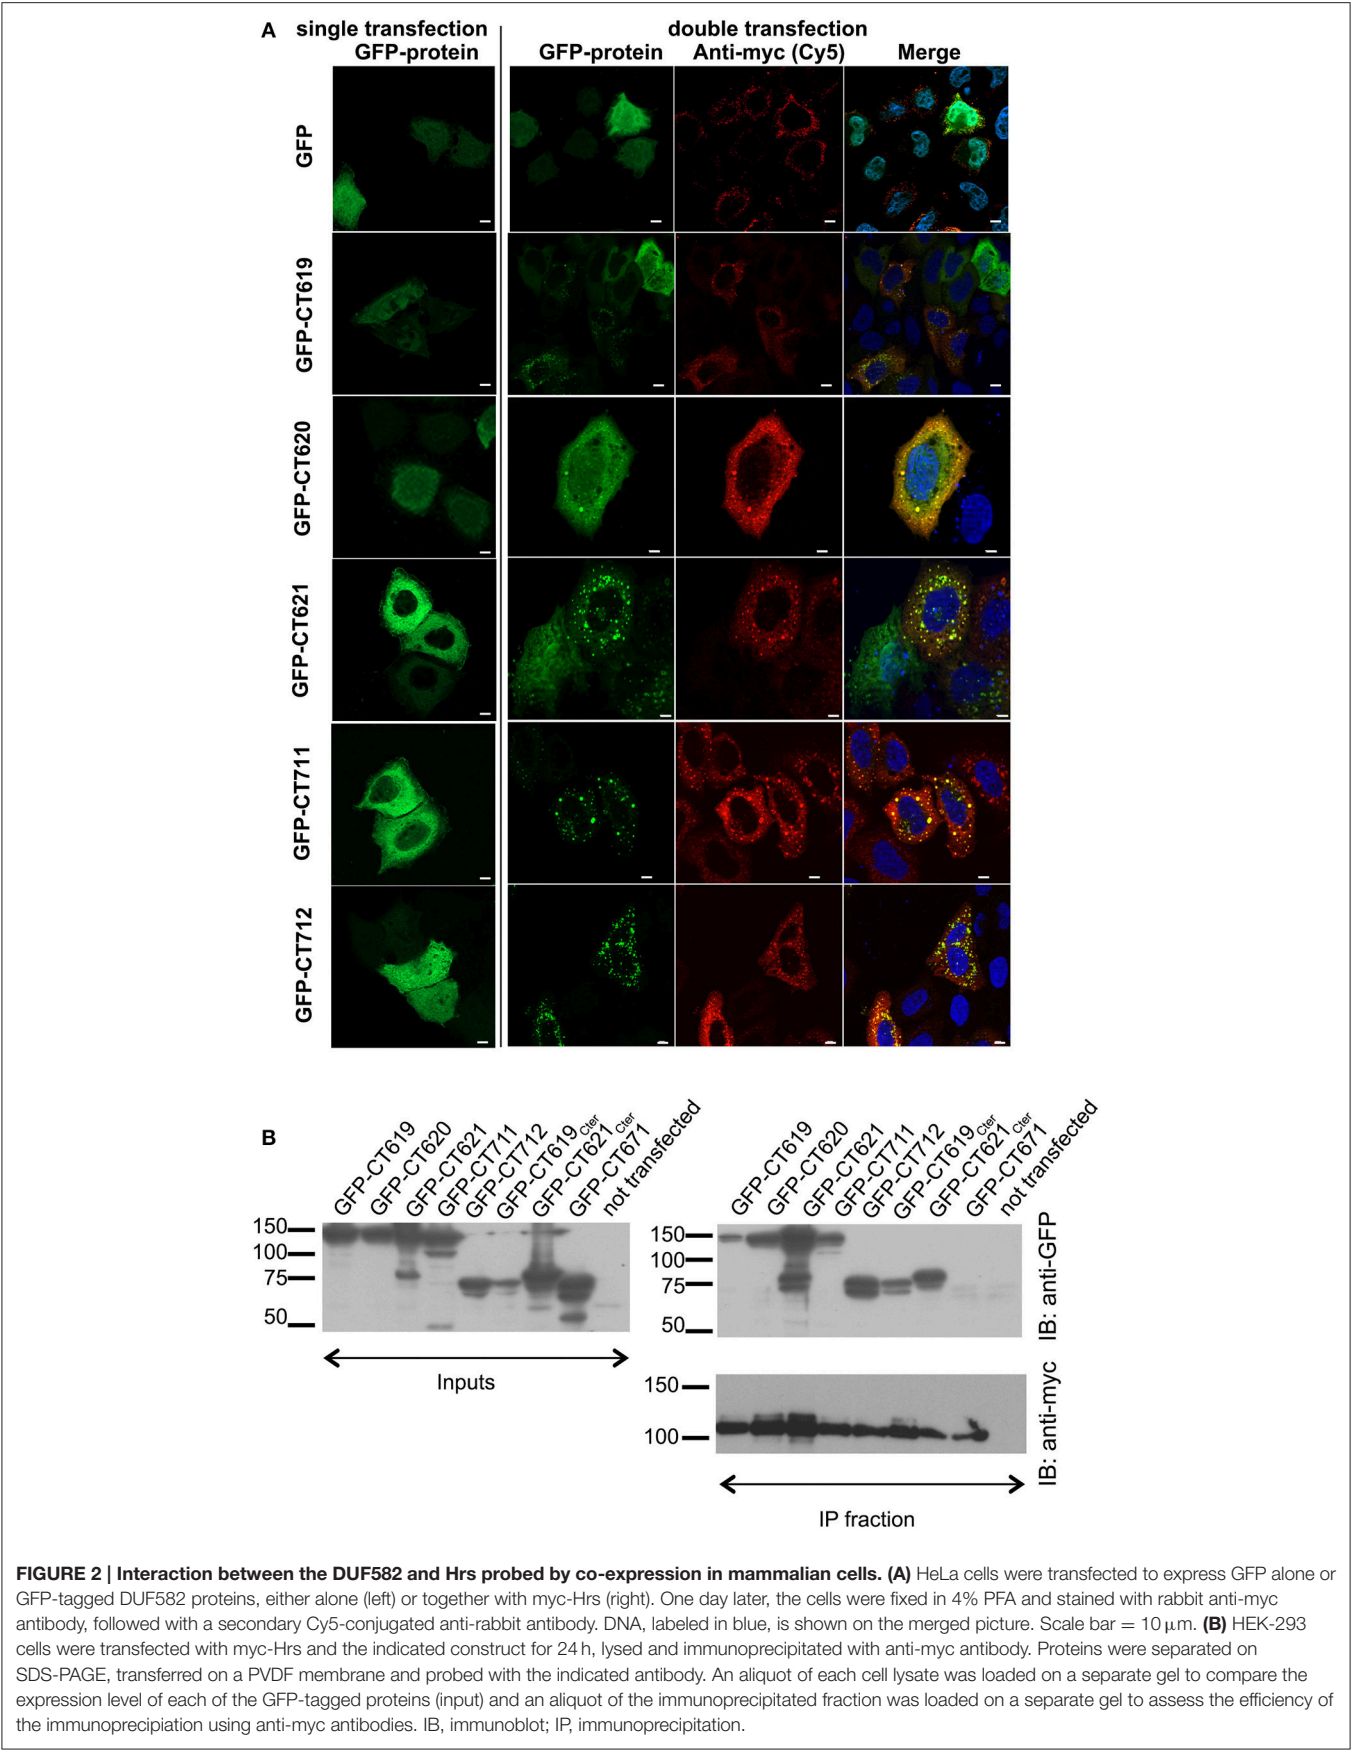 A
single transfection
double transfection
GFP-protein
GFP-protein
Anti-myc (Cy5)
Merge
GFP
GFP-CT619
GFP-CT620
GFP-CT621
GFP-CT711
GFP-CT712
B
GFP-CT619
GFP-CT620
GFP-CT621
GFP-CT711
GFP-CT712
GFP-CT619Cter
GFP-CT621Cter
GFP-CT671
not transfected
150
100
75
50
Inputs
GFP-CT619
GFP-CT620
GFP-CT621
GFP-CT711
GFP-CT712
GFP-CT619Cter
GFP-CT621Cter
GFP-CT671
not transfected
150
100
75
50
IB: anti-GFP
150
100
IB: anti-myc
IP fraction
FIGURE 2 | Interaction between the DUF582 and Hrs probed by co-expression in mammalian cells. (A) HeLa cells were transfected to express GFP alone or
GFP-tagged DUF582 proteins, either alone (left) or together with myc-Hrs (right). One day later, the cells were fixed in 4% PFA and stained with rabbit anti-myc
antibody, followed with a secondary Cy5-conjugated anti-rabbit antibody. DNA, labeled in blue, is shown on the merged picture. Scale bar = 10 μm. (B) HEK-293
cells were transfected with myc-Hrs and the indicated construct for 24 h, lysed and immunoprecipitated with anti-myc antibody. Proteins were separated on
SDS-PAGE, transferred on a PVDF membrane and probed with the indicated antibody. An aliquot of each cell lysate was loaded on a separate gel to compare the
expression level of each of the GFP-tagged proteins (input) and an aliquot of the immunoprecipitated fraction was loaded on a separate gel to assess the efficiency of
the immunoprecipiation using anti-myc antibodies. IB, immunoblot; IP, immunoprecipitation.